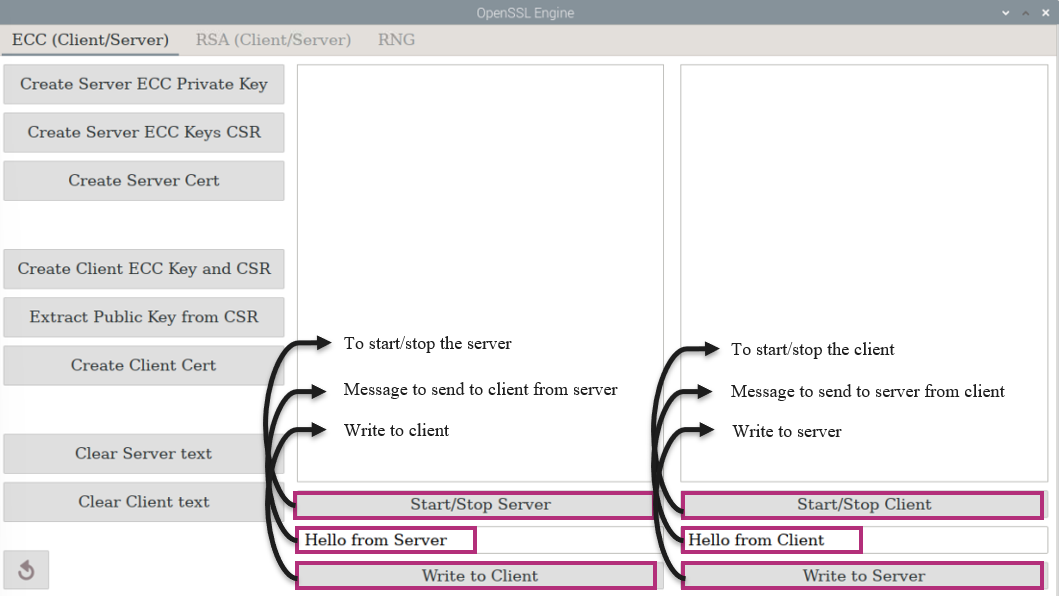 OpenSSL Engine
ECC (Client/Server) RSA (Client/Server) RNG
Create Server ECC Private Key
Create Server ECC Keys CSR
Create Server Cert
Create Client ECC Key and CSR
Extract Public Key from CSR
Create Client Cert
Clear Server text
Clear Client text
To start/stop the server
Message to send to client from server
Write to client
Start/Stop Server
Hello from Server
Write to Client
To start/stop the client
Message to send to server from client
Write to server
Start/Stop Client
Hello from Client
Write to Server